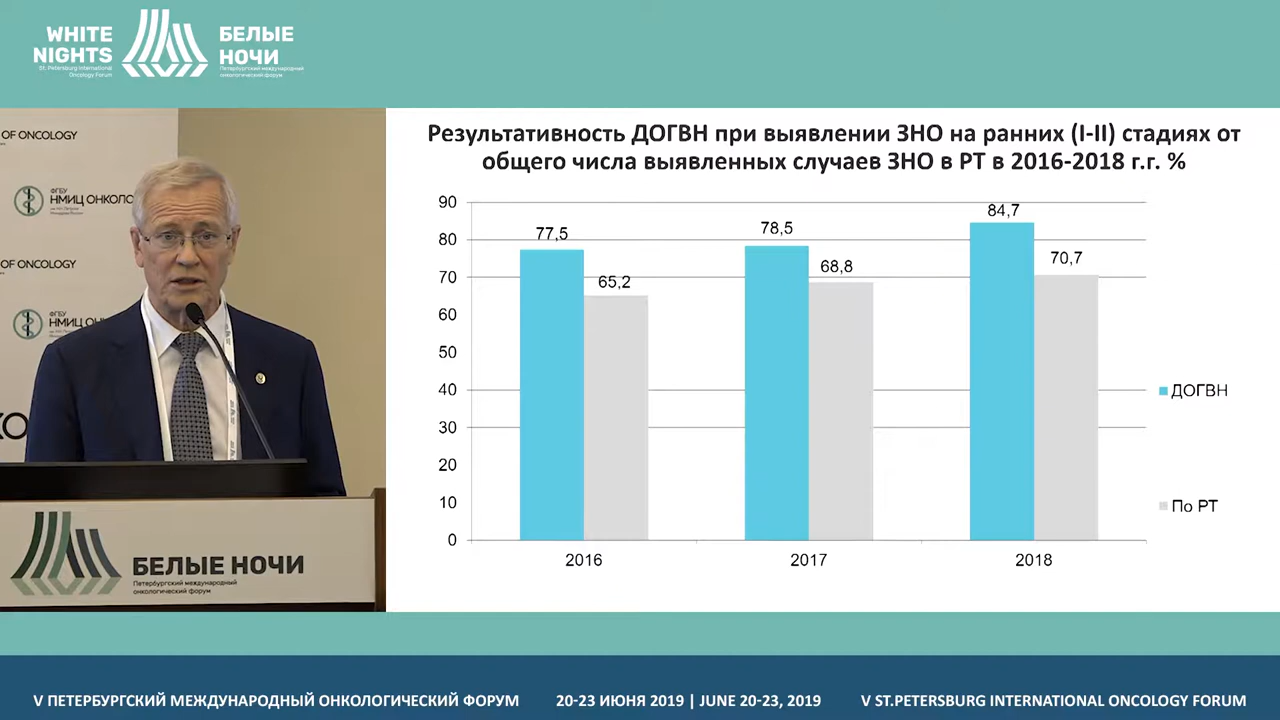 WHITE
NIGHTS
St. Petersburg International
Oncology Forum
БЕЛЫЕ
НОЧИ
Петербургский международный
онкологический форум
OF ONCOLOGY
ФГБУ
НМИЦ ОНКОЛО
OF ONCOLOGY
ФГБУ
НМИЦ ОНК
КО
БЕЛЫЕ НОЧИ
Петербургский международный
онкологический форум
Результативность ДОГВН при выявлении ЗНО на ранних (I-II) стадиях от
общего числа выявленных случаев ЗНО в РТ в 2016-2018 г.г. %
90
80
70
60
50
40
30
20
10
0
77,5
65,2
78,5
68,8
84,7
70,7
2016
2017
2018
ДОГВН
По РТ
V ПЕТЕРБУРГСКИЙ МЕЖДУНАРОДНЫЙ ОНКОЛОГИЧЕСКИЙ ФОРУМ
20-23 ИЮНЯ 2019 | JUNE 20-23, 2019
V ST.PETERSBURG INTERNATIONAL ONCOLOGY FORUM